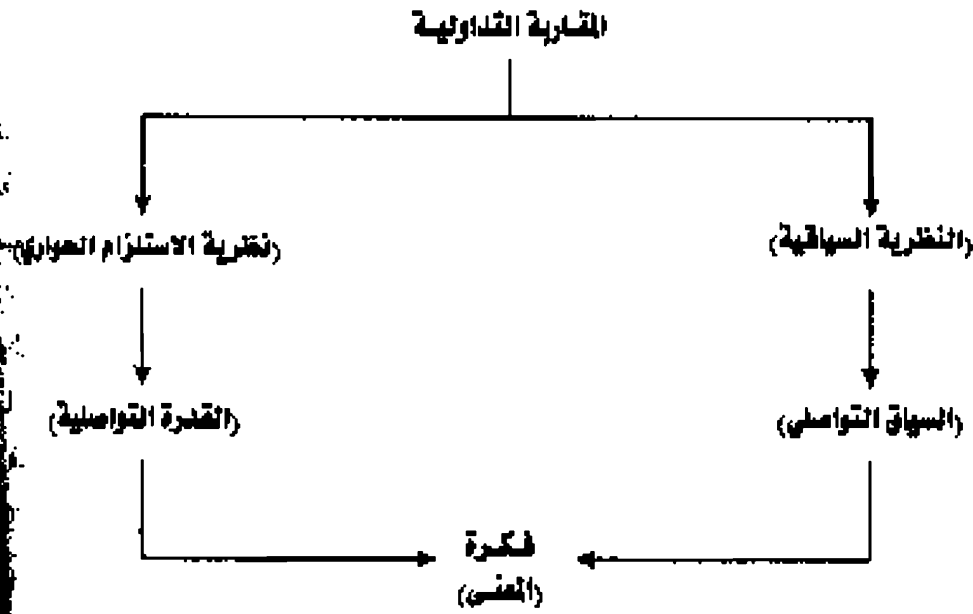 المقاربة التداولية
(النظرية السياقية)
(نظرية الاستلزام الحواري)
(السياق التواصلي)
(القدرة التواصلية)
فكرة
(المعنى)